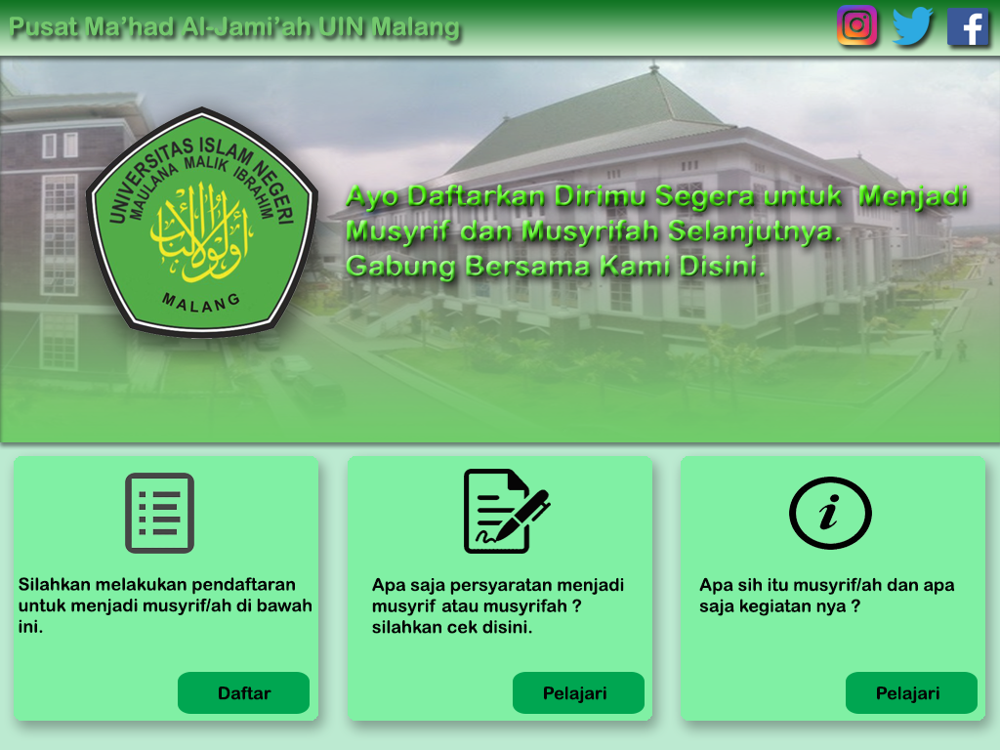 Pusat Ma’had Al-Jami’ah UIN Malang
UNIVERSITAS ISLAM NEGERI
MAULANA MALIK IBRAHIM
أولو الألباب
MALANG
Ayo Daftarkan Dirimu Segera untuk Menjadi
Musyrif dan Musyrifah Selanjutnya.
Gabung Bersama Kami Disini.
Silahkan melakukan pendaftaran
untuk menjadi musyrif/ah di bawah
ini.
Daftar
Apa saja persyaratan menjadi
musyrif atau musyrifah ?
silahkan cek disini.
Pelajari
Apa sih itu musyrif/ah dan apa
saja kegiatan nya ?
Pelajari